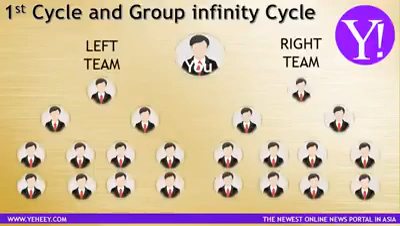 1st Cycle and Group infinity Cycle
Y!
LEFT
TEAM
You
RIGHT
TEAM
WWW.YEHEEY.COM
THE NEWEST ONLINE NEWS PORTAL IN ASIA